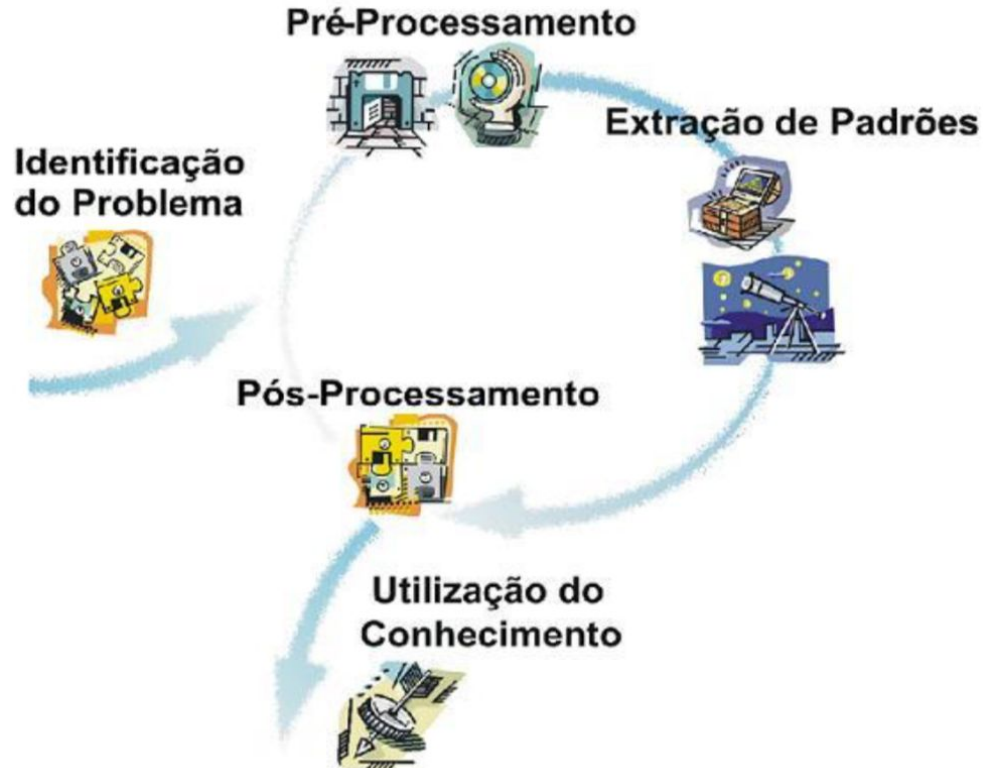 Identificação
do Problema
Pré-Processamento
Extração de Padrões
Pós-Processamento
Utilização do
Conhecimento